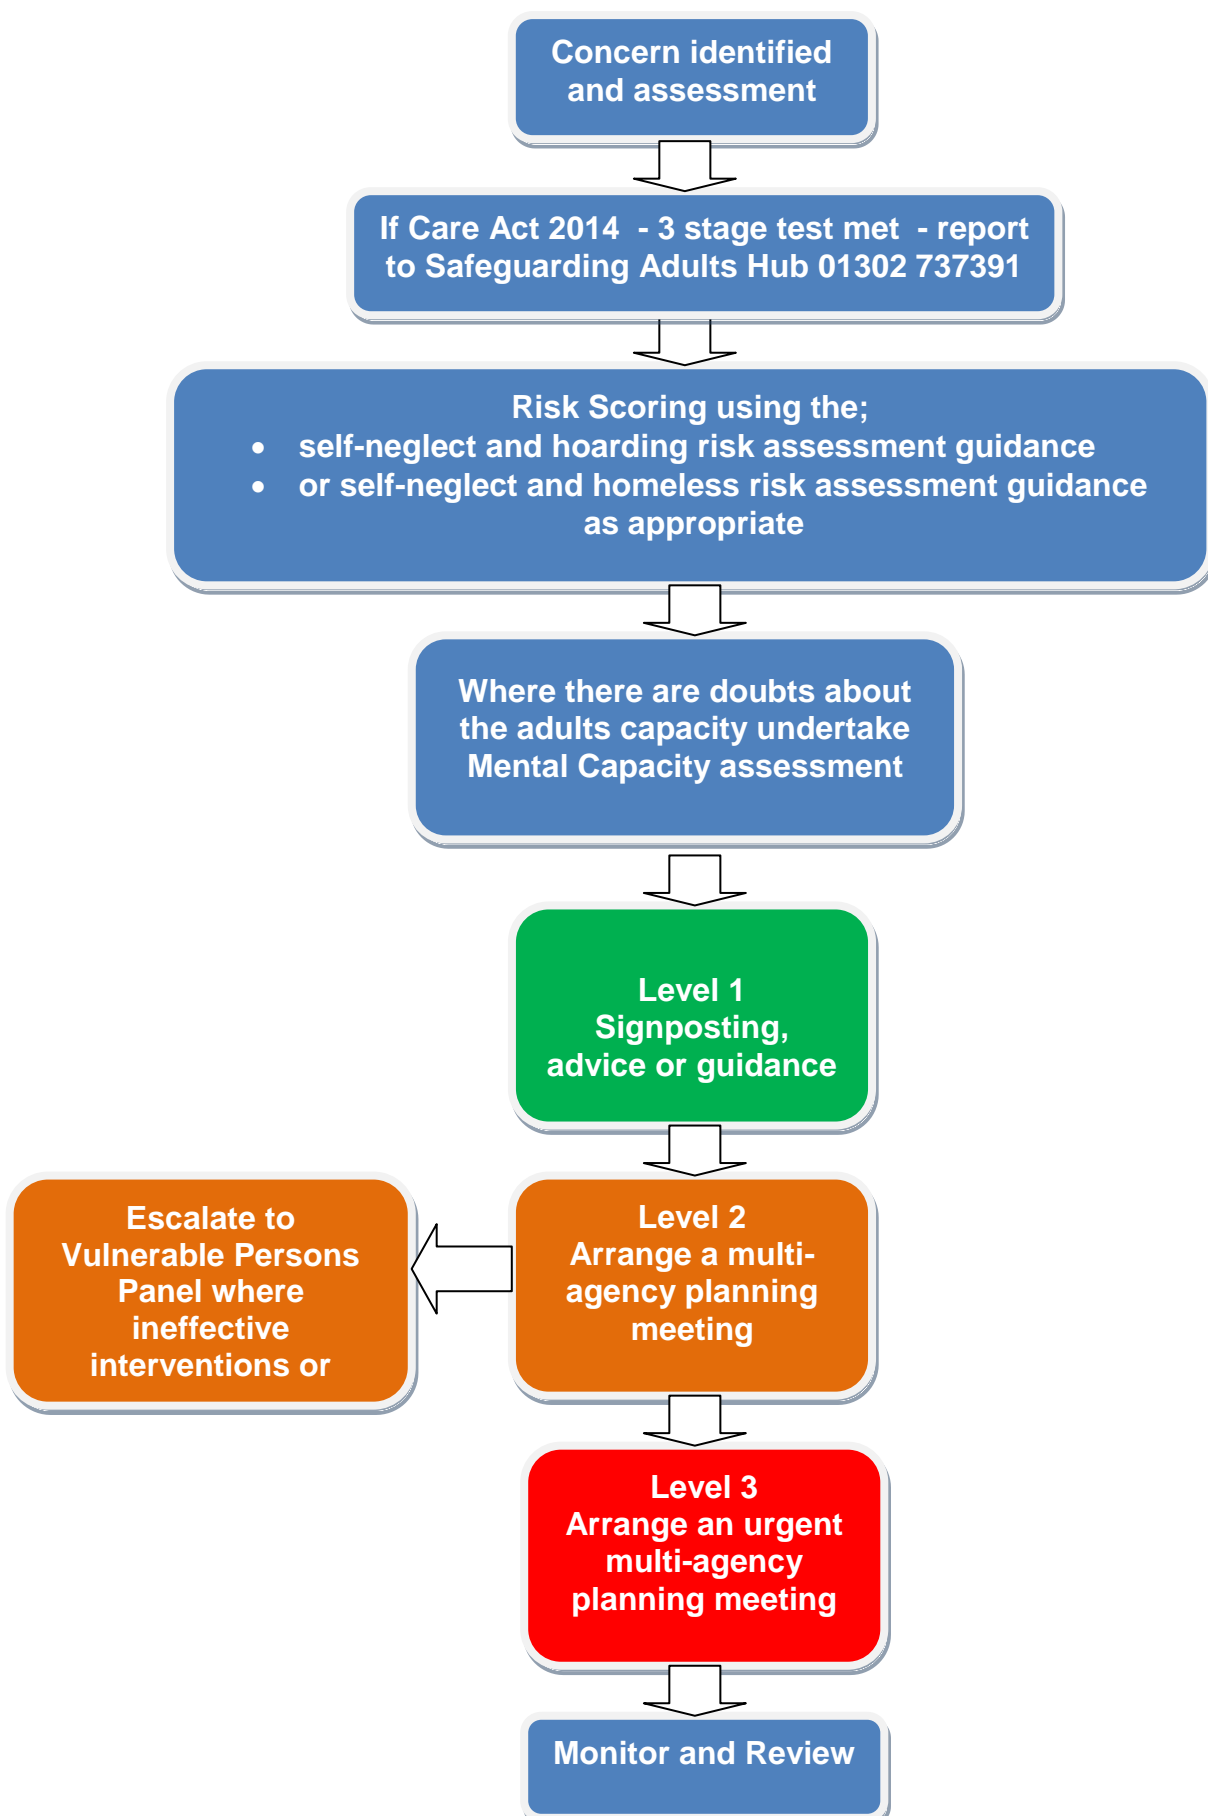 Concern identified
and assessment
If Care Act 2014 - 3 stage test met - report
to Safeguarding Adults Hub 01302 737391
Risk Scoring using the;
• self-neglect and hoarding risk assessment guidance
• or self-neglect and homeless risk assessment guidance
as appropriate
Where there are doubts about
the adults capacity undertake
Mental Capacity assessment
Level 1
Signposting,
advice or guidance
Level 2
Arrange a multi-
agency planning
meeting
Escalate to
Vulnerable Persons
Panel where
ineffective
interventions or
Level 3
Arrange an urgent
multi-agency
planning meeting
Monitor and Review